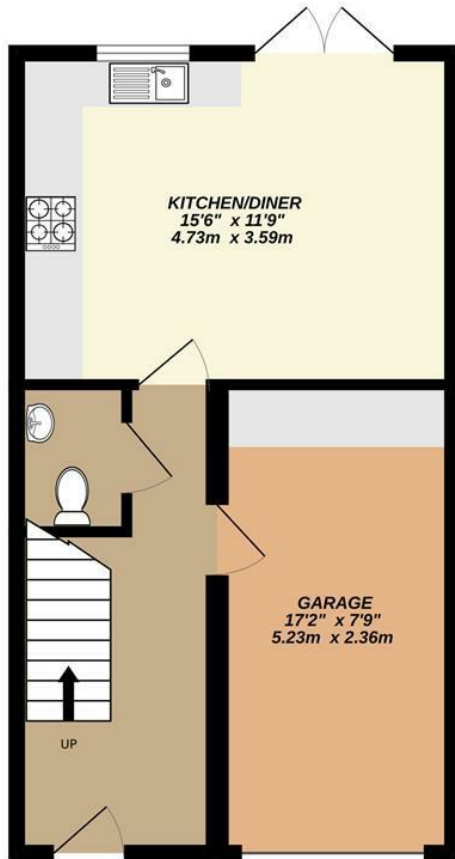 KITCHEN/DINER
15'6" x 11'9"
4.73m x 3.59m
GARAGE
17'2" x 7'9"
5.23m x 2.36m
UP